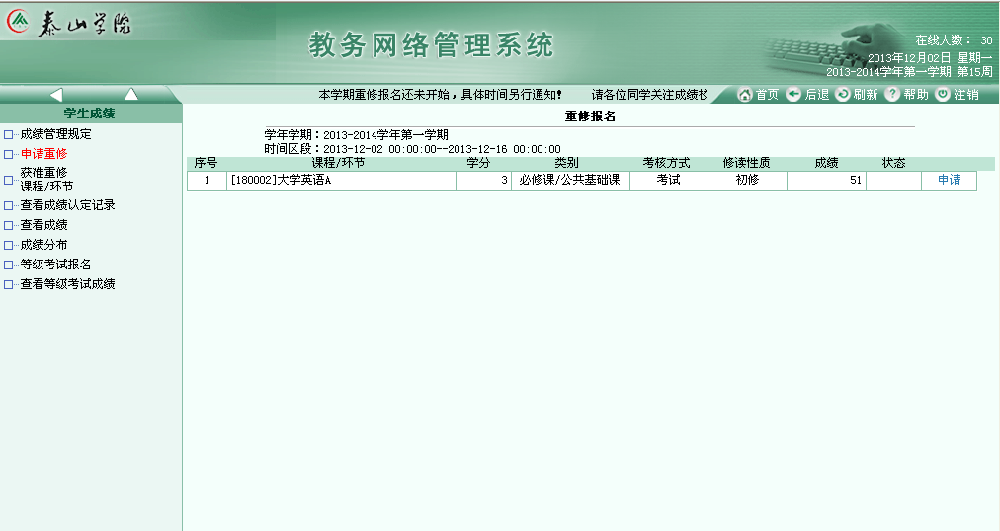 泰山学院
教务网络管理系统
在线人数： 30
2013年12月02日 星期一
2013-2014学年第一学期 第15周
本学期重修报名还未开始，具体时间另行通知！ 请各位同学关注成绩
首页 后退 刷新 帮助 注销
学生成绩
成绩管理规定
申请重修
获准重修
课程/环节
查看成绩认定记录
查看成绩
成绩分布
等级考试报名
查看等级考试成绩
重修报名
学年学期：2013-2014学年第一学期
时间区段：2013-12-02 00:00:00--2013-12-16 00:00:00
序号 课程/环节 学分 类别 考核方式 修读性质 成绩 状态
1 [180002]大学英语A 3 必修课/公共基础课 考试 初修 51 申请